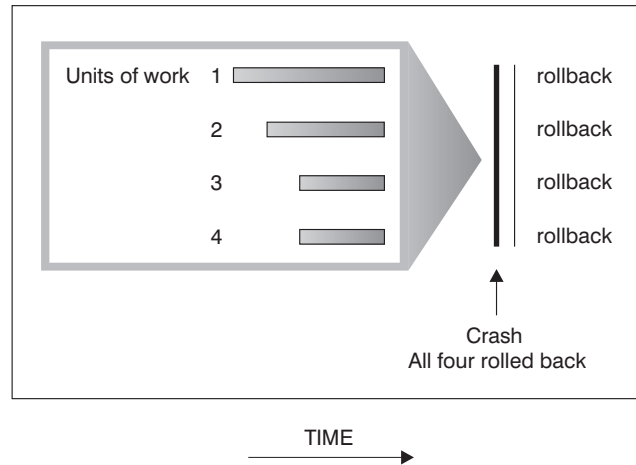 Units of work 1 rollback
2 rollback
3 rollback
4 rollback
Crash
All four rolled back
TIME